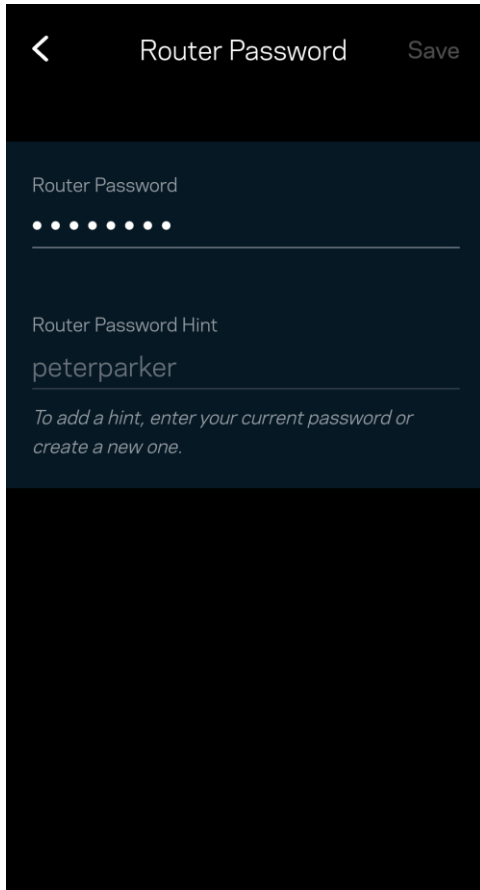 Router Password
Save
Router Password
••••••••
Router Password Hint
peterparker
To add a hint, enter your current password or
create a new one.